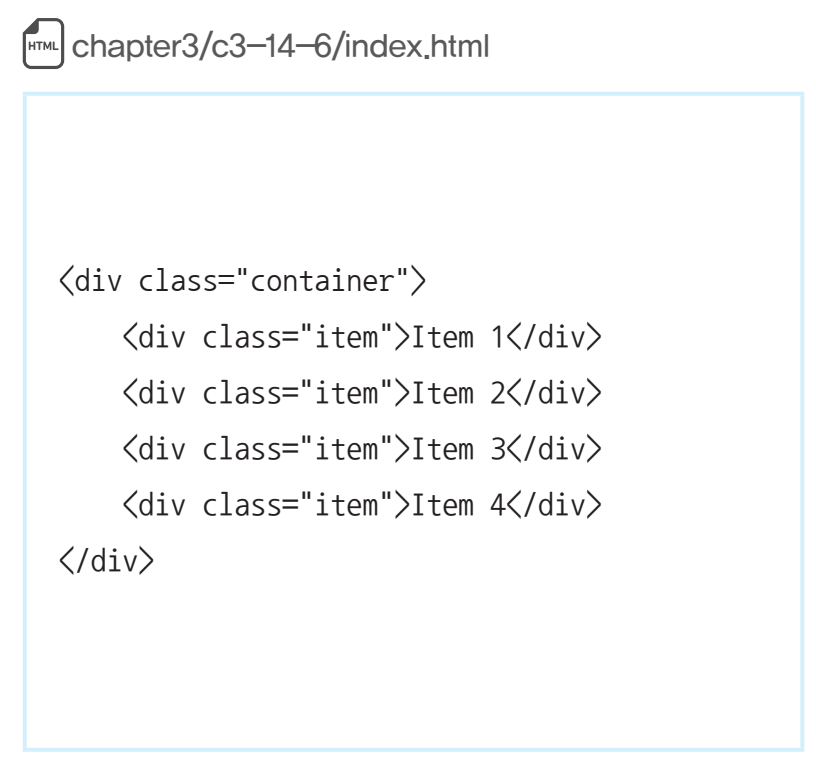 HTML chapter3/c3-14-6/index.html
<div class="container">
    <div class="item">Item 1</div>
    <div class="item">Item 2</div>
    <div class="item">Item 3</div>
    <div class="item">Item 4</div>
</div>